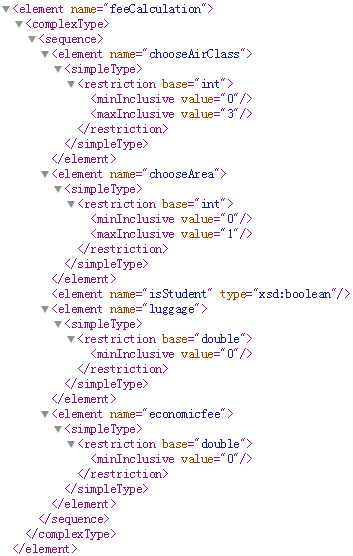 <element name="feeCalculation">
<complexType>
<sequence>
<element name="chooseAirClass">
<simpleType>
<restriction base="int">
<minInclusive value="0"/>
<maxInclusive value="3"/>
</restriction>
</simpleType>
</element>
<element name="chooseArea">
<simpleType>
<restriction base="int">
<minInclusive value="0"/>
<maxInclusive value="1"/>
</restriction>
</simpleType>
</element>
<element name="isStudent" type="xsd:boolean"/>
<element name="luggage">
<simpleType>
<restriction base="double">
<minInclusive value="0"/>
</restriction>
</simpleType>
</element>
<element name="economicfee">
<simpleType>
<restriction base="double">
<minInclusive value="0"/>
</restriction>
</simpleType>
</element>
</sequence>
</complexType>
</element>